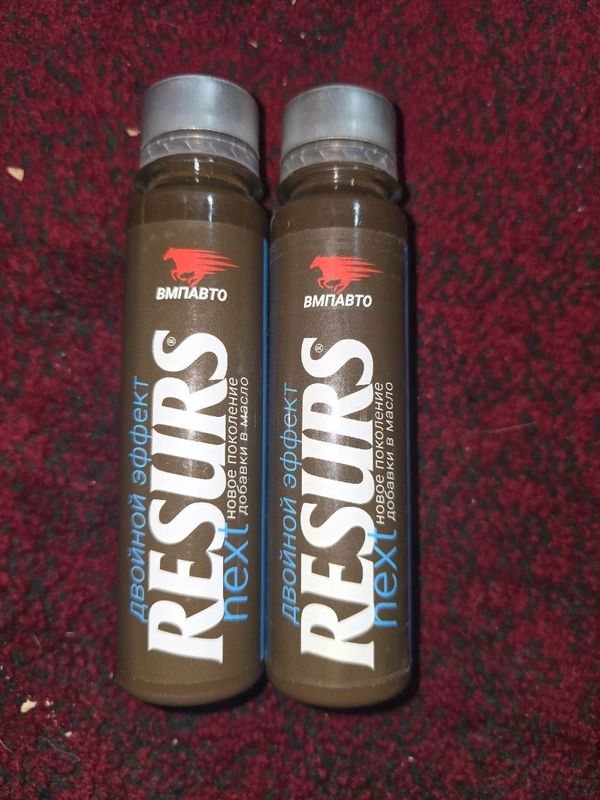 ВМПАВТО
двойной эффект
RESURS®
next
новое поколение
добавки в масло
ВМПАВТО
двойной эффект
RESURS®
next
новое поколение
добавки в масло